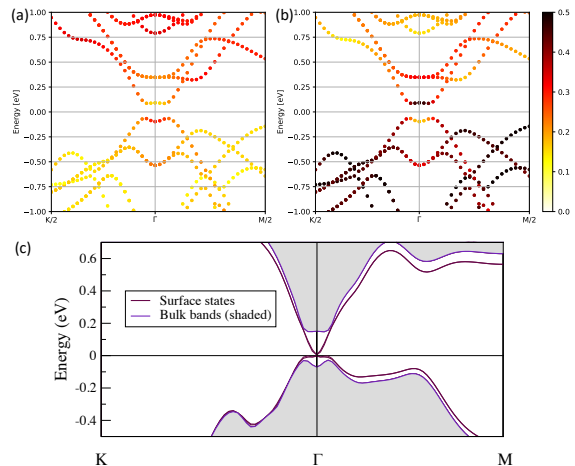 (a)
(b)
1.00
0.75
0.50
0.25
0.00
−0.25
−0.50
−0.75
−1.00
Energy [eV]
K/2
Γ
M/2
1.00
0.75
0.50
0.25
0.00
−0.25
−0.50
−0.75
−1.00
Energy [eV]
K/2
Γ
M/2
0.5
0.4
0.3
0.2
0.1
0.0
(c)
0.6
0.4
0.2
0
-0.2
-0.4
Energy (eV)
Surface states
Bulk bands (shaded)
K
Γ
M